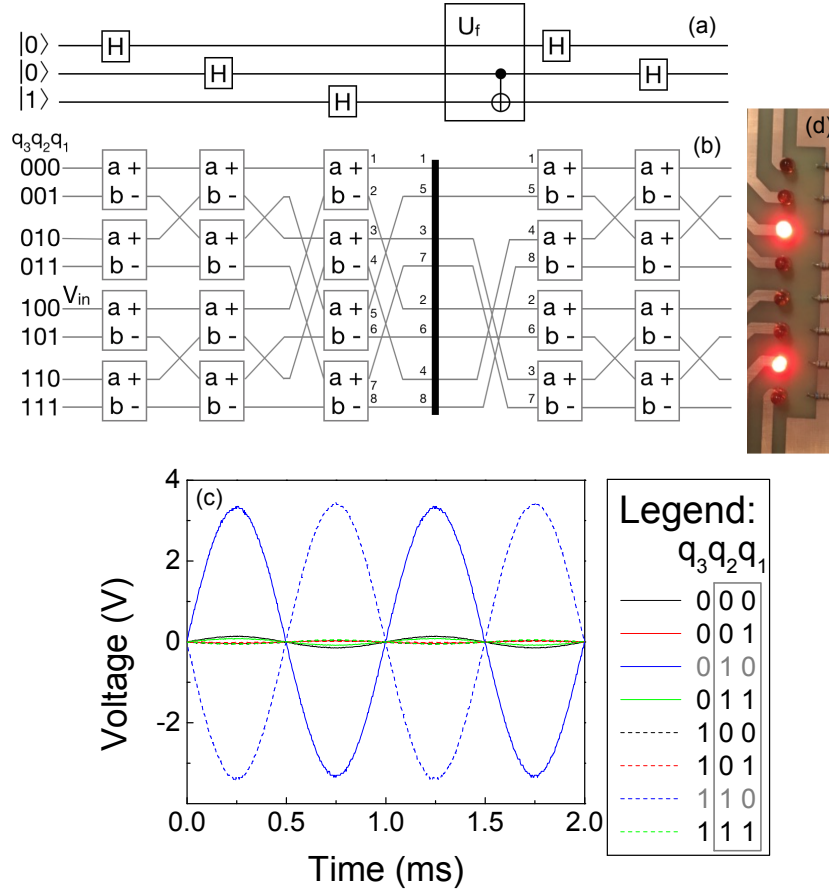 (a)
|0⟩ H U_f H
|0⟩ H H
|1⟩ H
q₃q₂q₁ (b) (d)
000 a + a + a + 1 1 a + a +
001 b - b - b - 2 5 5 b - b -
010 a + a + a + 3 3 4 a + a +
011 b - b - b - 4 7 8 b - b -
V_in
100 a + a + a + 5 2 2 a + a +
101 b - b - b - 6 6 6 b - b -
110 a + a + a + 7 4 3 a + a +
111 b - b - b - 8 8 7 b - b -
(c)
4
2
0
-2
Voltage (V)
0.0 0.5 1.0 1.5 2.0
Time (ms)
Legend:
q₃q₂q₁
0 0 0
0 0 1
0 1 0
0 1 1
1 0 0
1 0 1
1 1 0
1 1 1